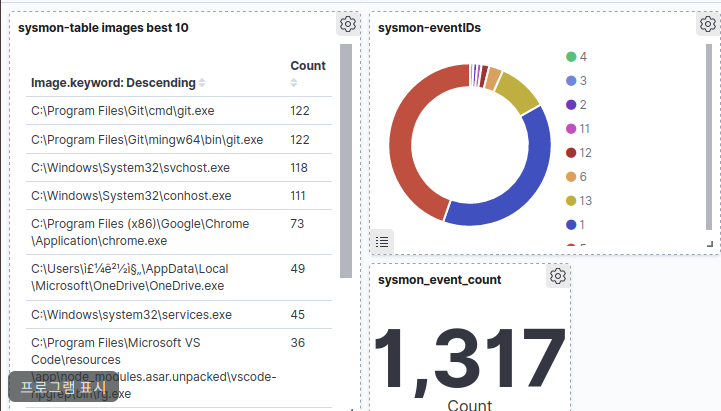 sysmon-table images best 10
Image.keyword: Descending
Count
C:\Program Files\Git\cmd\git.exe
122
C:\Program Files\Git\mingw64\bin\git.exe
122
C:\Windows\System32\svchost.exe
118
C:\Windows\System32\conhost.exe
111
C:\Program Files (x86)\Google\Chrome
\Application\chrome.exe
73
\AppData\Local
\Microsoft\OneDrive\OneDrive.exe
49
C:\Windows\system32\services.exe
45
C:\Program Files\Microsoft VS
Code\resources
\app\node_modules.asar.unpacked\vscode-
ripgrep\bin\rg.exe
36
프로그램 표시
sysmon-eventIDs
4
3
2
11
12
6
13
1
5
sysmon_event_count
1,317
Count